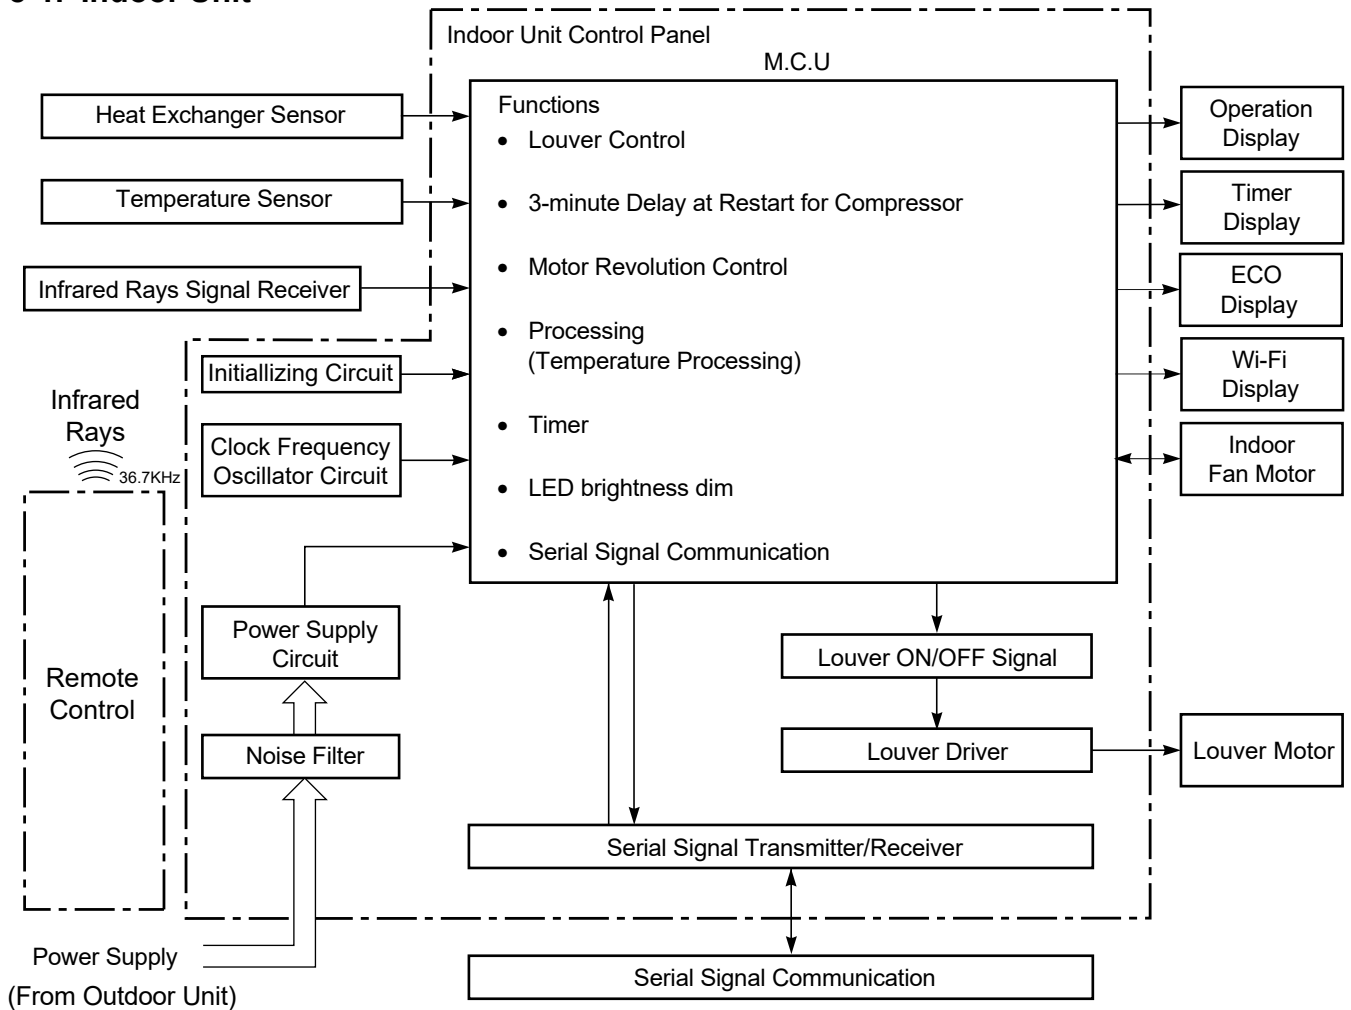 Indoor Unit
Indoor Unit Control Panel
M.C.U
Heat Exchanger Sensor
Temperature Sensor
Infrared Rays Signal Receiver
Initiallizing Circuit
Clock Frequency
Oscillator Circuit
Power Supply
Circuit
Noise Filter
Infrared
Rays
36.7KHz
Remote
Control
Power Supply
(From Outdoor Unit)
Functions
• Louver Control
• 3-minute Delay at Restart for Compressor
• Motor Revolution Control
• Processing
(Temperature Processing)
• Timer
• LED brightness dim
• Serial Signal Communication
Louver ON/OFF Signal
Louver Driver
Serial Signal Transmitter/Receiver
Serial Signal Communication
Operation
Display
Timer
Display
ECO
Display
Wi-Fi
Display
Indoor
Fan Motor
Louver Motor